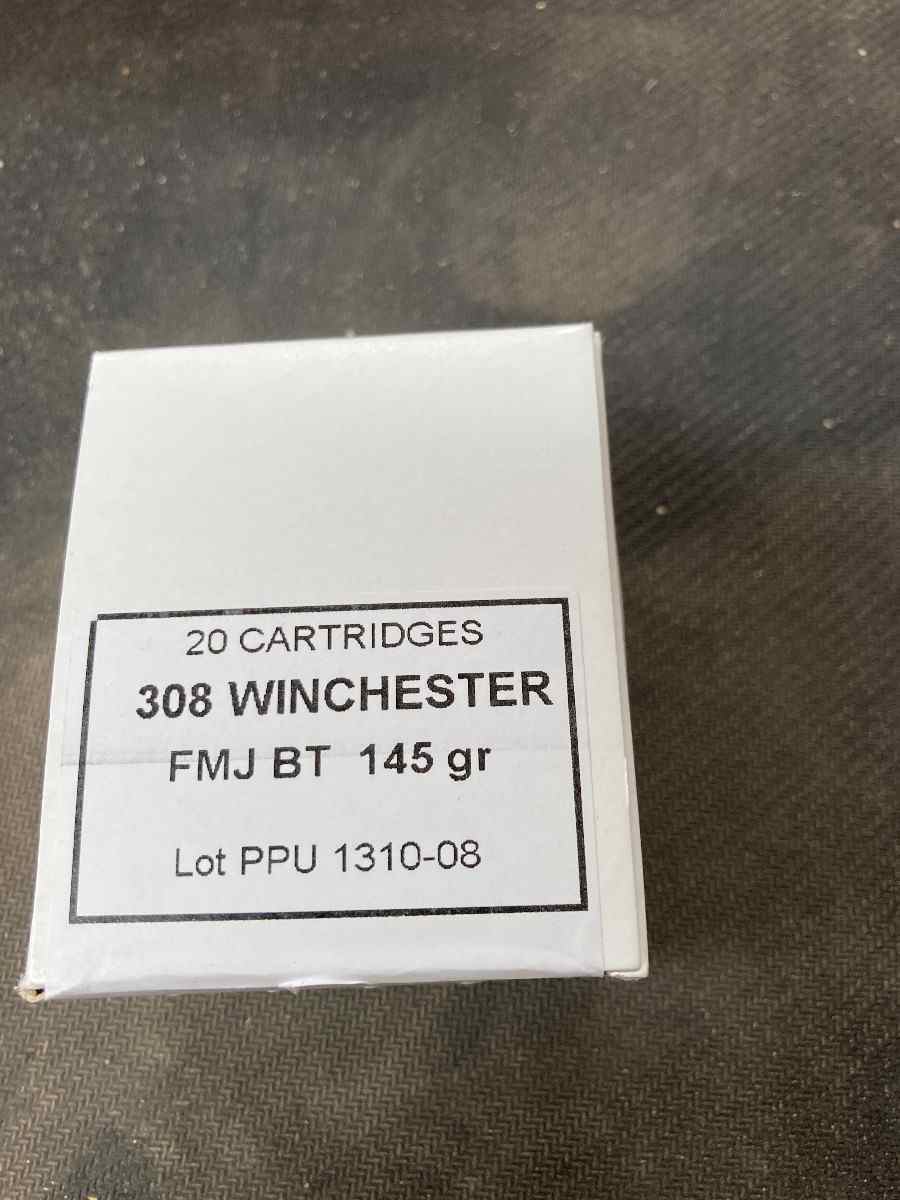 20 CARTRIDGES
308 WINCHESTER
FMJ BT 145 gr
Lot PPU 1310-08